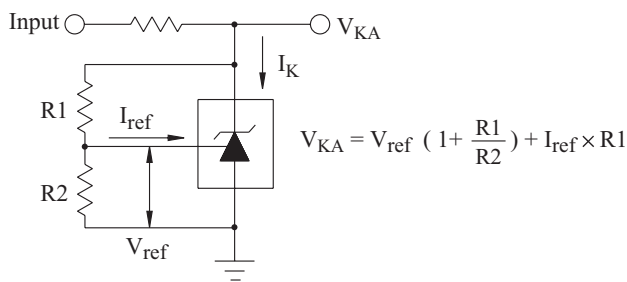 Input
V_KA
I_K
R1
I_ref
V_KA = V_ref ( 1+ R1/R2 ) + I_ref × R1
R2
V_ref